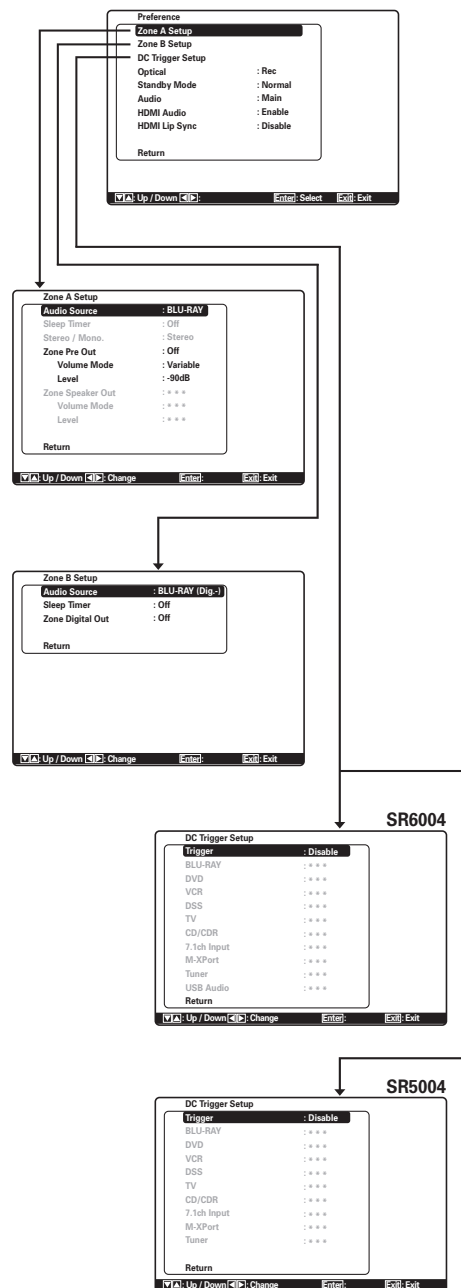 Preference
Zone A Setup
Zone B Setup
DC Trigger Setup
Optical : Rec
Standby Mode : Normal
Audio : Main
HDMI Audio : Enable
HDMI Lip Sync : Disable
Return
▼▲: Up / Down ◀▶: Enter: Select Exit: Exit
Zone A Setup
Audio Source : BLU-RAY
Sleep Timer : Off
Stereo / Mono. : Stereo
Zone Pre Out : Off
Volume Mode : Variable
Level : -90dB
Zone Speaker Out : * * *
Volume Mode : * * *
Level : * * *
Return
▼▲: Up / Down ◀▶: Change Enter: Exit: Exit
Zone B Setup
Audio Source : BLU-RAY (Dig.-)
Sleep Timer : Off
Zone Digital Out : Off
Return
▼▲: Up / Down ◀▶: Change Enter: Exit: Exit
SR6004
DC Trigger Setup
Trigger : Disable
BLU-RAY : * * *
DVD : * * *
VCR : * * *
DSS : * * *
TV : * * *
CD/CDR : * * *
7.1ch Input : * * *
M-XPort : * * *
Tuner : * * *
USB Audio : * * *
Return
▼▲: Up / Down ◀▶: Change Enter: Exit: Exit
SR5004
DC Trigger Setup
Trigger : Disable
BLU-RAY : * * *
DVD : * * *
VCR : * * *
DSS : * * *
TV : * * *
CD/CDR : * * *
7.1ch Input : * * *
M-XPort : * * *
Tuner : * * *
Return
▼▲: Up / Down ◀▶: Change Enter: Exit: Exit